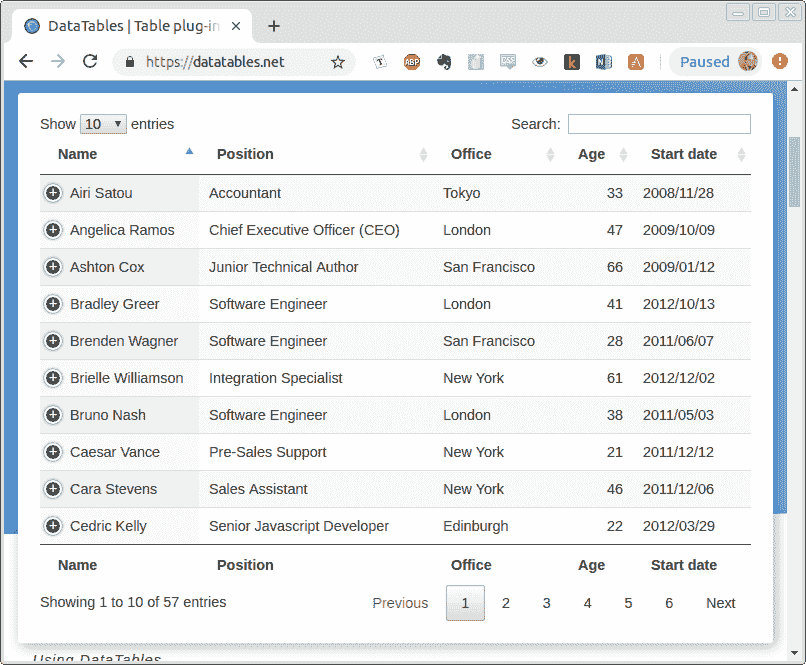 DataTables | Table plug-in
https://datatables.net ABP CSS k N Paused
Show 10 entries Search:
Name Position Office Age Start date
Airi Satou Accountant Tokyo 33 2008/11/28
Angelica Ramos Chief Executive Officer (CEO) London 47 2009/10/09
Ashton Cox Junior Technical Author San Francisco 66 2009/01/12
Bradley Greer Software Engineer London 41 2012/10/13
Brenden Wagner Software Engineer San Francisco 28 2011/06/07
Brielle Williamson Integration Specialist New York 61 2012/12/02
Bruno Nash Software Engineer London 38 2011/05/03
Caesar Vance Pre-Sales Support New York 21 2011/12/12
Cara Stevens Sales Assistant New York 46 2011/12/06
Cedric Kelly Senior Javascript Developer Edinburgh 22 2012/03/29
Name Position Office Age Start date
Showing 1 to 10 of 57 entries Previous 1 2 3 4 5 6 Next
Using DataTables